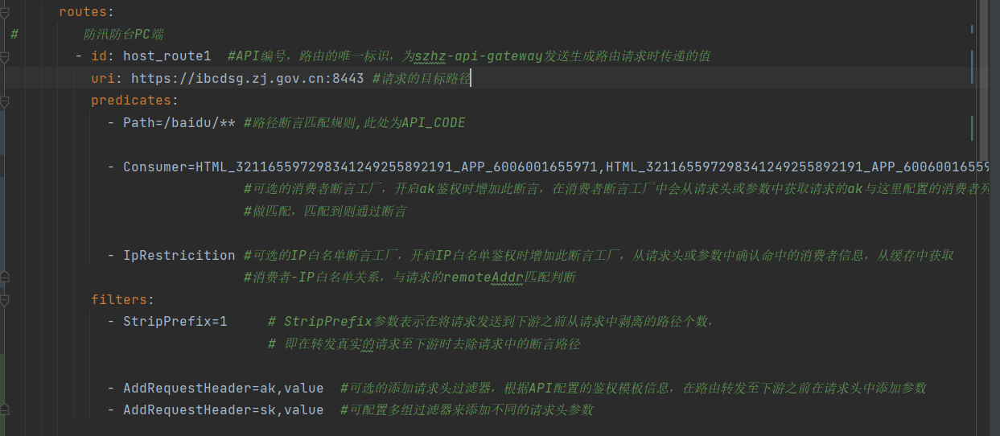 routes:
# 防汛防台PC端
- id: host_route1 #API编号，路由的唯一标识，为szhz-api-gateway发送生成路由请求时传递的值
uri: https://ibcdsg.zj.gov.cn:8443 #请求的目标路径
predicates:
- Path=/baidu/** #路径断言匹配规则,此处为API_CODE
- Consumer=HTML_3211655972983412492558​92191_APP_6006001655971,HTML_3211655972983412492558​92191_APP_60060016559
#可选的消费者断言工厂，开启ak鉴权时增加此断言，在消费者断言工厂中会从请求头或参数中获取请求的ak与这里配置的消费者列
#做匹配，匹配到则通过断言
- IpRestricition #可选的IP白名单断言工厂，开启IP白名单鉴权时增加此断言工厂，从请求头或参数中确认命中的消费者信息，从缓存中获取
#消费者-IP白名单关系，与请求的remoteAddr匹配判断
filters:
- StripPrefix=1 # StripPrefix参数表示在将请求发送到下游之前从请求中剥离的路径个数，
# 即在转发真实的请求至下游时去除请求中的断言路径
- AddRequestHeader=ak,value #可选的添加请求头过滤器，根据API配置的鉴权模板信息，在路由转发至下游之前在请求头中添加参数
- AddRequestHeader=sk,value #可配置多组过滤器来添加不同的请求头参数